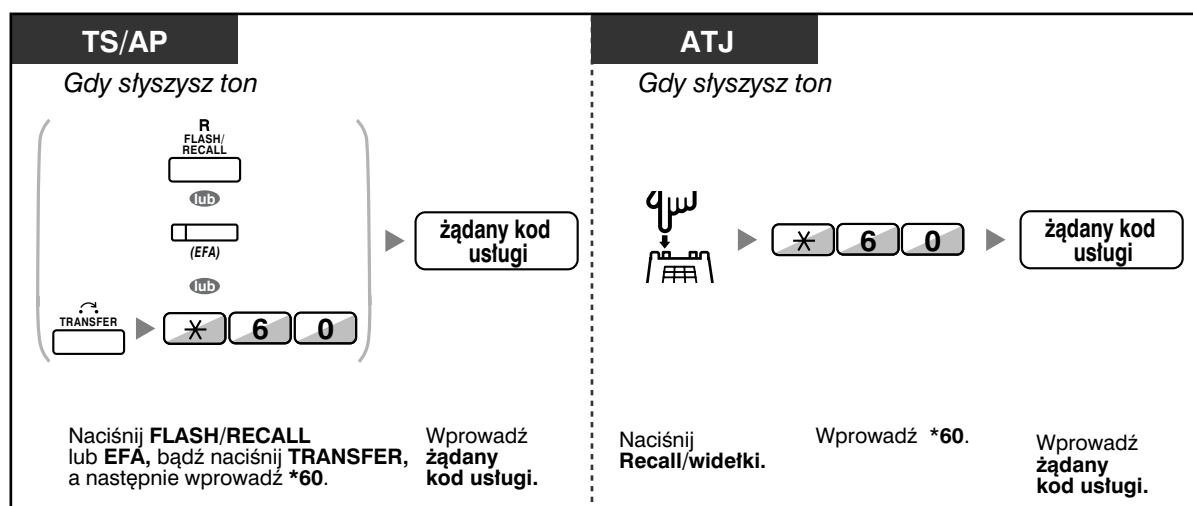 TS/AP
Gdy słyszysz ton
R
FLASH/
RECALL
lub
(EFA)
lub
TRANSFER
* 6 0
żądany kod
usługi
Naciśnij FLASH/RECALL
lub EFA, bądź naciśnij TRANSFER,
a następnie wprowadź *60.
Wprowadź
żądany
kod usługi.
ATJ
Gdy słyszysz ton
* 6 0
żądany kod
usługi
Naciśnij
Recall/widełki.
Wprowadź *60.
Wprowadź
żądany
kod usługi.